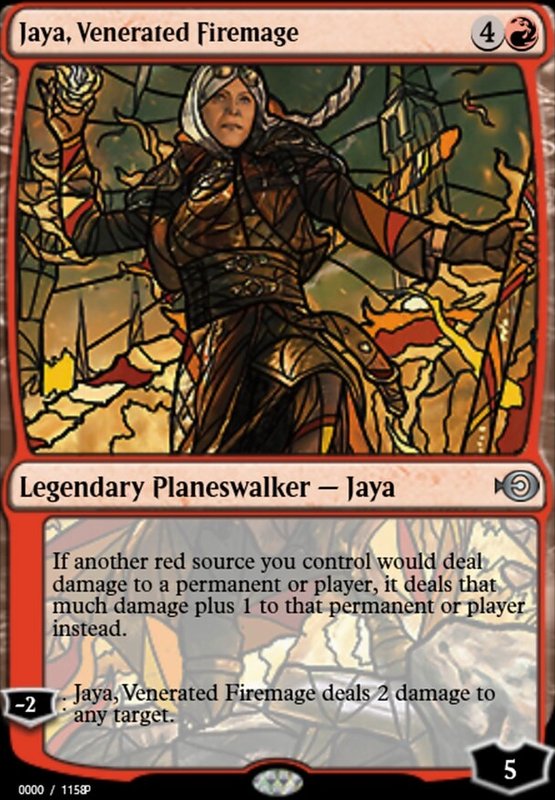 Jaya, Venerated Firemage
4
Legendary Planeswalker — Jaya
If another red source you control would deal
damage to a permanent or player, it deals that
much damage plus 1 to that permanent or player
instead.
-2 : Jaya, Venerated Firemage deals 2 damage to
any target.
5
0000 / 1158P